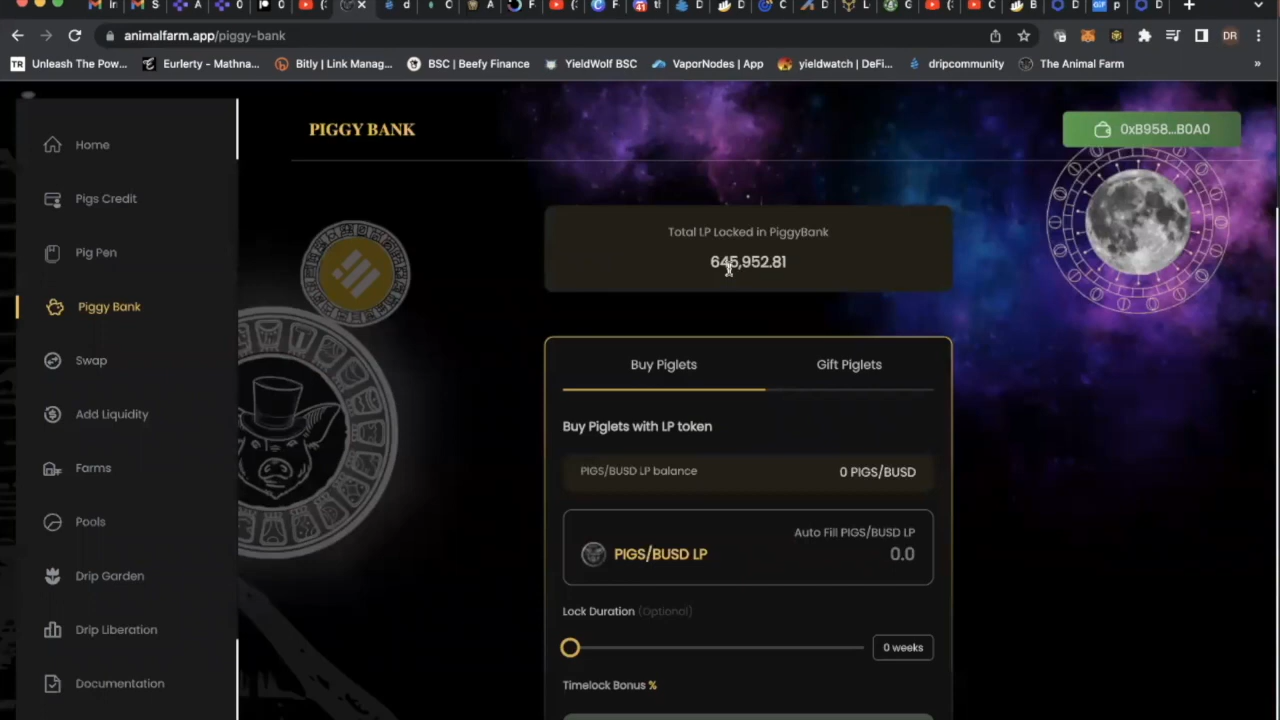 animalfarm.app/piggy-bank
DR
TR Unleash The Pow... Eurlerty - Mathna... Bitly | Link Manag... BSC | Beefy Finance YieldWolf BSC VaporNodes | App yieldwatch | DeFi... dripcommunity The Animal Farm »
PIGGY BANK
0xB958...B0A0
Home
Pigs Credit
Pig Pen
Piggy Bank
Swap
Add Liquidity
Farms
Pools
Drip Garden
Drip Liberation
Documentation
Total LP Locked in PiggyBank
645,952.81
Buy Piglets Gift Piglets
Buy Piglets with LP token
PIGS/BUSD LP balance 0 PIGS/BUSD
Auto Fill PIGS/BUSD LP
PIGS/BUSD LP 0.0
Lock Duration (Optional)
0 weeks
Timelock Bonus %